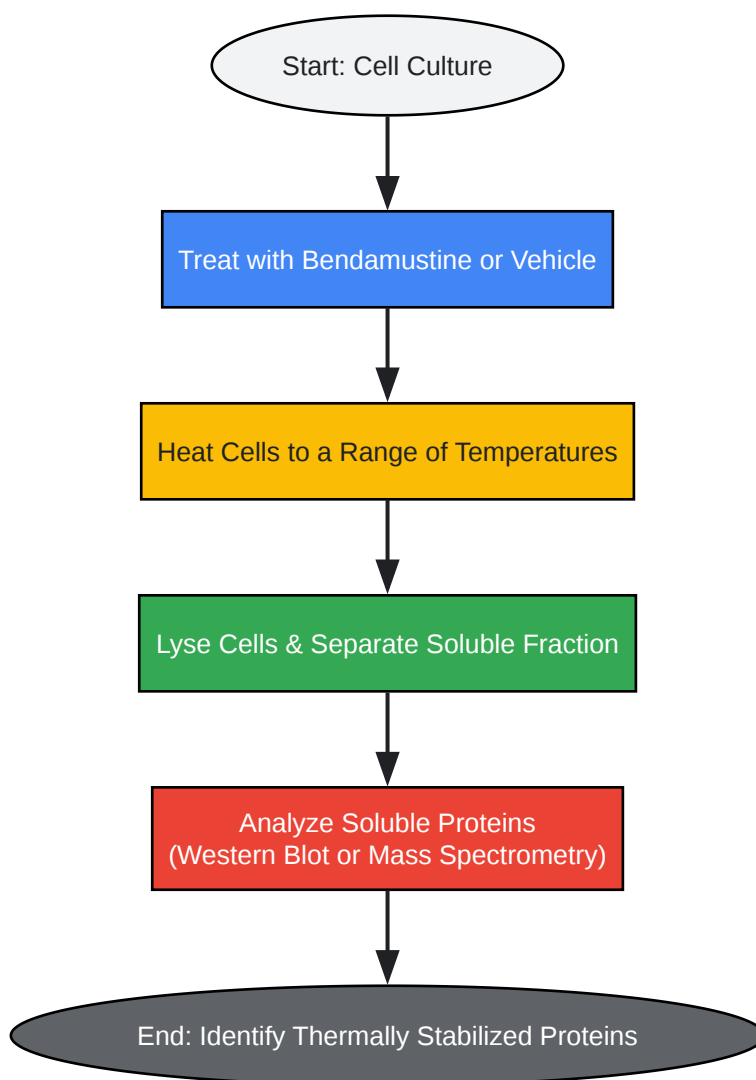 Start: Cell Culture
Treat with Bendamustine or Vehicle
Heat Cells to a Range of Temperatures
Lyse Cells & Separate Soluble Fraction
Analyze Soluble Proteins
(Western Blot or Mass Spectrometry)
End: Identify Thermally Stabilized Proteins